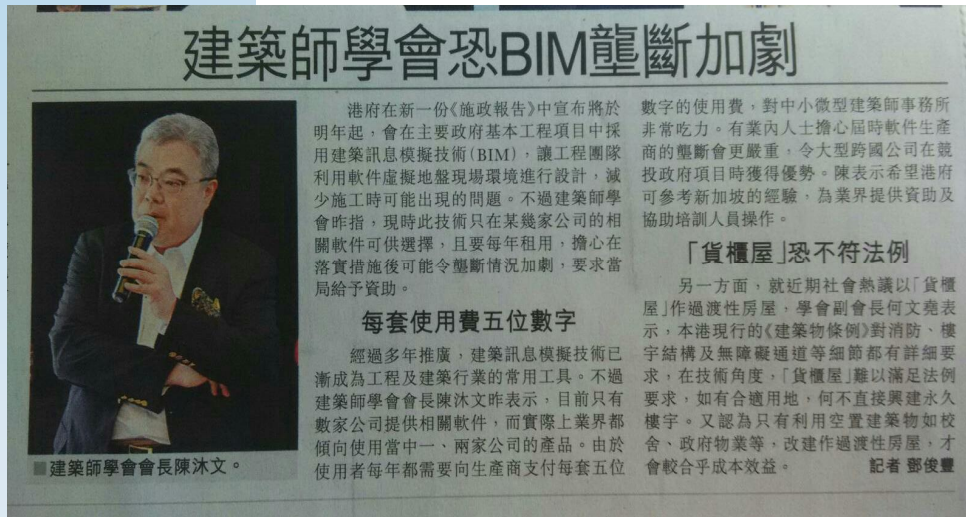 建築師學會恐BIM壟斷加劇
港府在新一份《施政報告》中宣布將於
明年起，會在主要政府基本工程項目中採
用建築訊息模擬技術(BIM)，讓工程團隊
利用軟件虛擬地盤現場環境進行設計，減
少施工時可能出現的問題。不過建築師學
會昨指，現時此技術只在某幾家公司的相
關軟件可供選擇，且要每年租用，擔心在
落實措施後可能令壟斷情況加劇，要求當
局給予資助。
每套使用費五位數字
經過多年推廣，建築訊息模擬技術已
漸成為工程及建築行業的常用工具。不過
建築師學會會長陳沐文昨表示，目前只有
數家公司提供相關軟件，而實際上業界都
傾向使用當中一、兩家公司的產品。由於
使用者每年都需要向生產商支付每套五位
數字的使用費，對中小微型建築師事務所
非常吃力。有業內人士擔心屆時軟件生產
商的壟斷會更嚴重，令大型跨國公司在競
投政府項目時獲得優勢。陳表示希望港府
可參考新加坡的經驗，為業界提供資助及
協助培訓人員操作。
「貨櫃屋」恐不符法例
另一方面，就近期社會熱議以「貨櫃
屋」作過渡性房屋，學會副會長何文堯表
示，本港現行的《建築物條例》對消防、樓
宇結構及無障礙通道等細節都有詳細要
求，在技術角度，「貨櫃屋」難以滿足法例
要求，如有合適用地，何不直接興建永久
樓宇。又認為只有利用空置建築物如校
舍、政府物業等，改建作過渡性房屋，才
會較合乎成本效益。
記者 鄧俊豐
■建築師學會會長陳沐文。